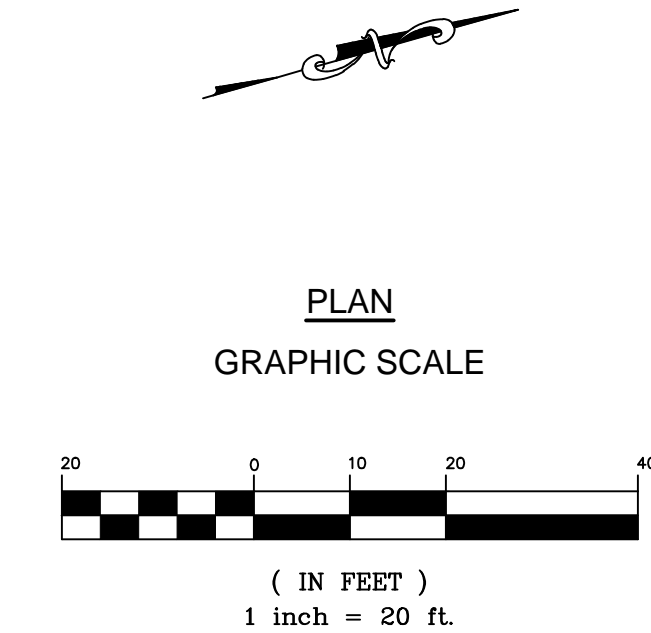 N
PLAN
GRAPHIC SCALE
20 0 10 20 40
( IN FEET )
1 inch = 20 ft.